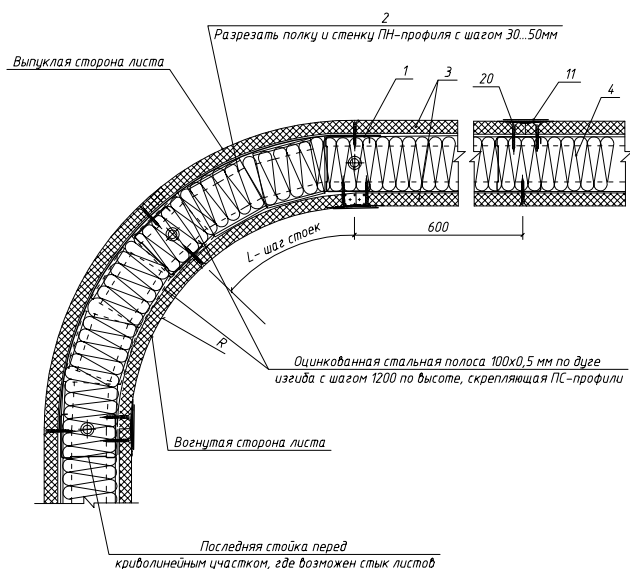 2
Разрезать полку и стенку ПН-профиля с шагом 30...50мм
Выпуклая сторона листа
1
3
20
11
4
L- шаг стоек
600
R
Оцинкованная стальная полоса 100х0,5 мм по дуге
изгиба с шагом 1200 по высоте, скрепляющая ПС-профили
Вогнутая сторона листа
Последняя стойка перед
криволинейным участком, где возможен стык листов